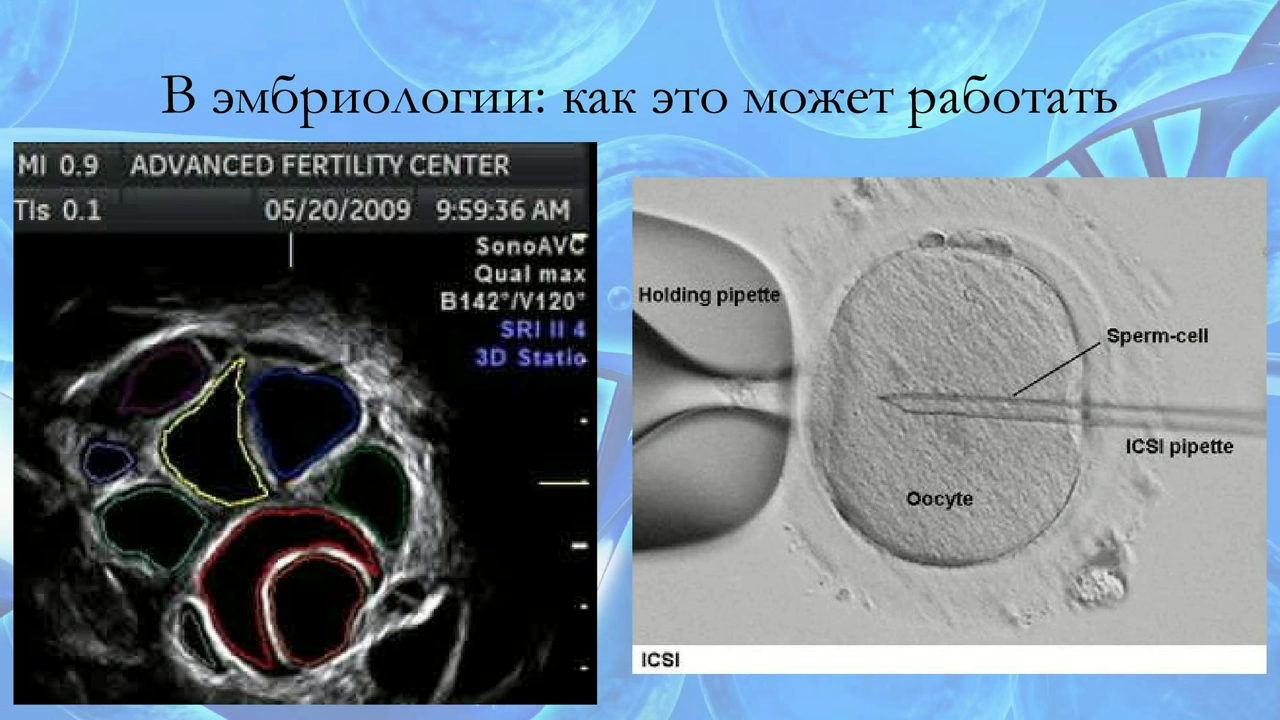 В эмбриологии: как это может работать
MI 0.9 ADVANCED FERTILITY CENTER
TIs 0.1 05/20/2009 9:59:36 AM
SonoAVC
Qual max
B142°/V120°
SRI II 4
3D Static
Holding pipette
Sperm-cell
ICSI pipette
Oocyte
ICSI